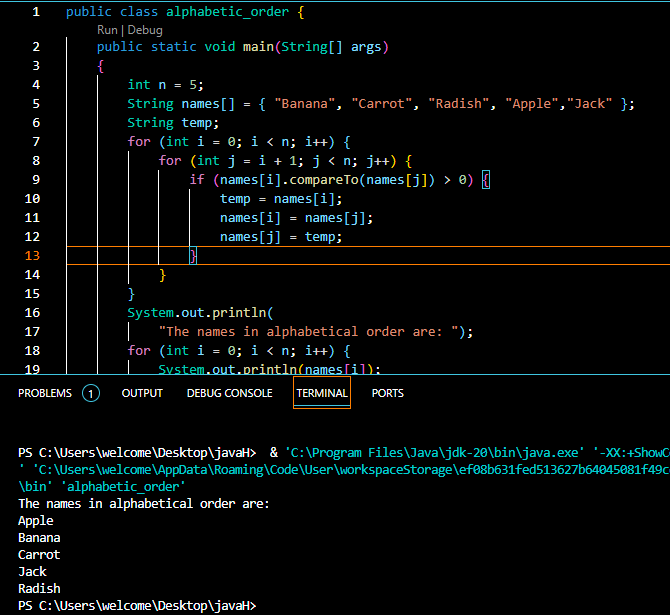 1 public class alphabetic_order {
Run | Debug
2 public static void main(String[] args)
3 {
4 int n = 5;
5 String names[] = { "Banana", "Carrot", "Radish", "Apple","Jack" };
6 String temp;
7 for (int i = 0; i < n; i++) {
8 for (int j = i + 1; j < n; j++) {
9 if (names[i].compareTo(names[j]) > 0) {
10 temp = names[i];
11 names[i] = names[j];
12 names[j] = temp;
13 }
14 }
15 }
16 System.out.println(
17 "The names in alphabetical order are: ");
18 for (int i = 0; i < n; i++) {
19 System.out.println(names[i]);
PROBLEMS 1 OUTPUT DEBUG CONSOLE TERMINAL PORTS
PS C:\Users\welcome\Desktop\javaH>  & 'C:\Program Files\Java\jdk-20\bin\java.exe' '-XX:+ShowC
' 'C:\Users\welcome\AppData\Roaming\Code\User\workspaceStorage\ef08b631fed513627b64045081f49c
\bin' 'alphabetic_order'
The names in alphabetical order are:
Apple
Banana
Carrot
Jack
Radish
PS C:\Users\welcome\Desktop\javaH>